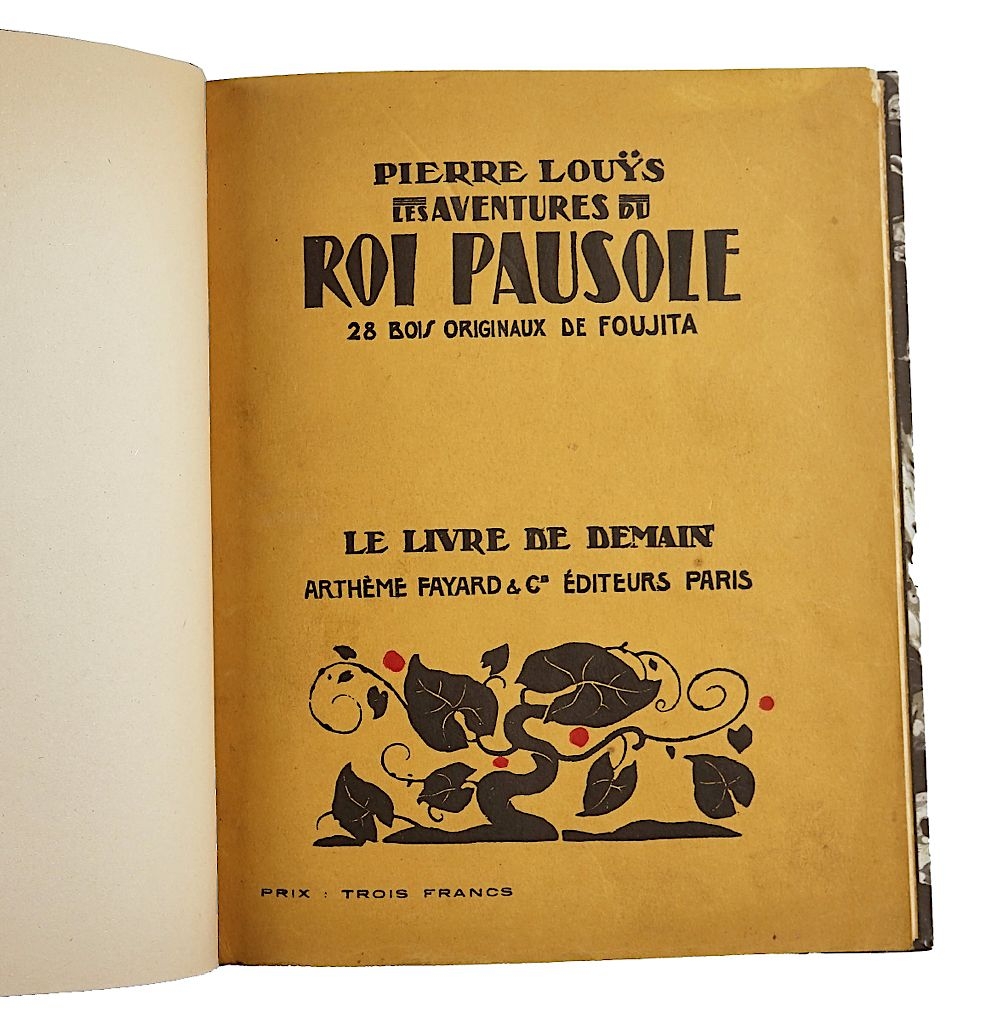 PIERRE LOUŸS
LES AVENTURES DU
ROI PAUSOLE
28 BOIS ORIGINAUX DE FOUJITA
LE LIVRE DE DEMAIN
ARTHÈME FAYARD & Cie ÉDITEURS PARIS
PRIX : TROIS FRANCS